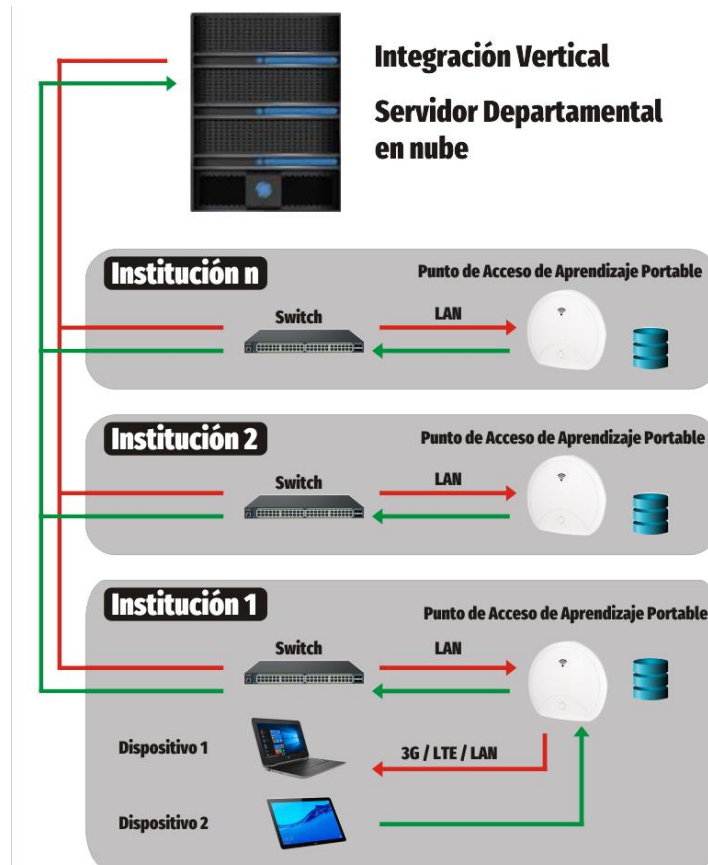 Integración Vertical
Servidor Departamental
en nube
Institución n
Punto de Acceso de Aprendizaje Portable
Switch
LAN
Institución 2
Punto de Acceso de Aprendizaje Portable
Switch
LAN
Institución 1
Punto de Acceso de Aprendizaje Portable
Switch
LAN
Dispositivo 1
3G / LTE / LAN
Dispositivo 2